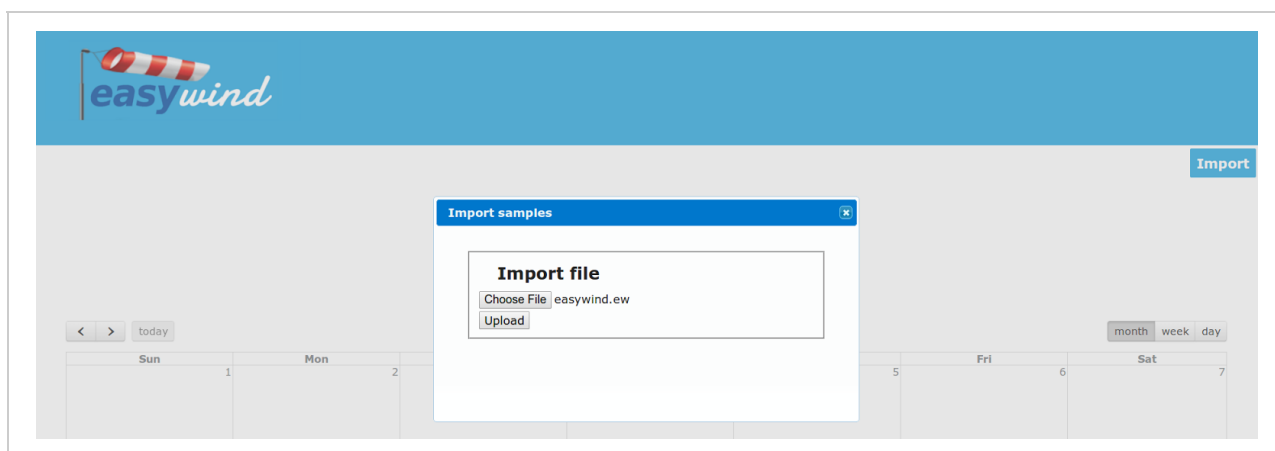 easywind
Import
Import samples
Import file
Choose File easywind.ew
Upload
< > today
month week day
Sun Mon Fri Sat
1 2 5 6 7